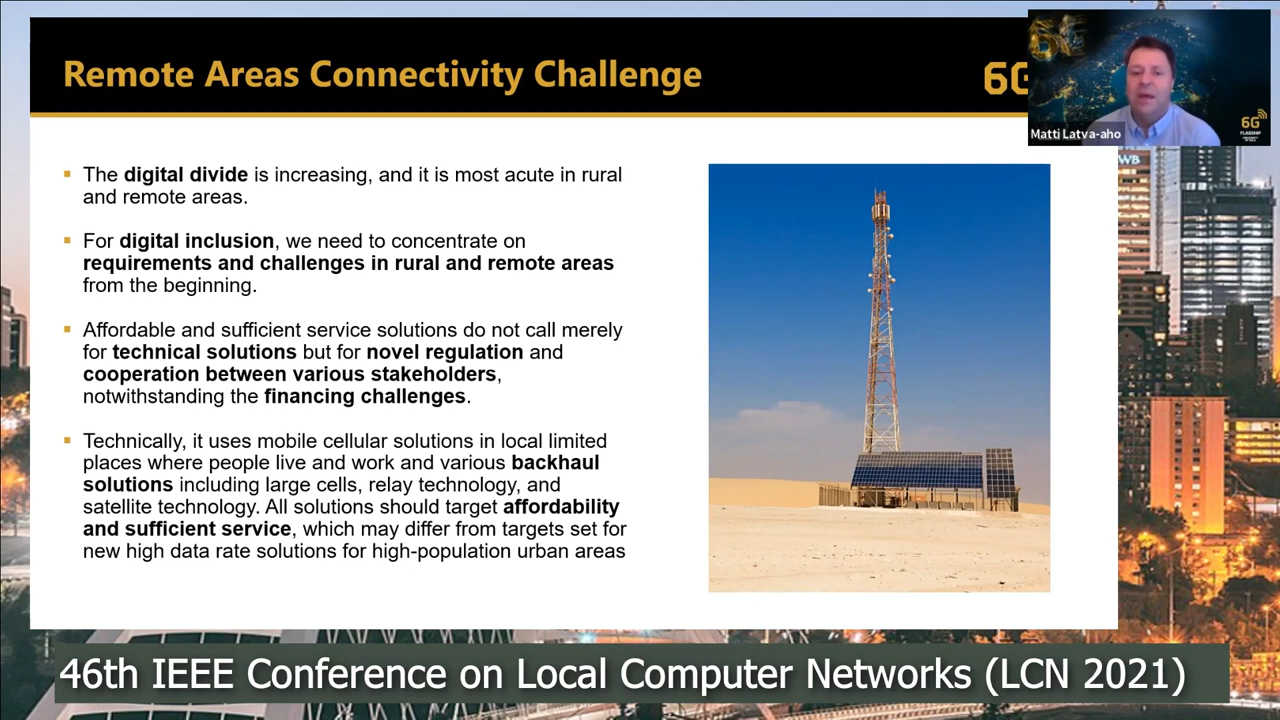 Remote Areas Connectivity Challenge
6G
Matti Latva-aho
6G
FLAGSHIP
WB
The digital divide is increasing, and it is most acute in rural
and remote areas.
For digital inclusion, we need to concentrate on
requirements and challenges in rural and remote areas
from the beginning.
Affordable and sufficient service solutions do not call merely
for technical solutions but for novel regulation and
cooperation between various stakeholders,
notwithstanding the financing challenges.
Technically, it uses mobile cellular solutions in local limited
places where people live and work and various backhaul
solutions including large cells, relay technology, and
satellite technology. All solutions should target affordability
and sufficient service, which may differ from targets set for
new high data rate solutions for high-population urban areas
46th IEEE Conference on Local Computer Networks (LCN 2021)